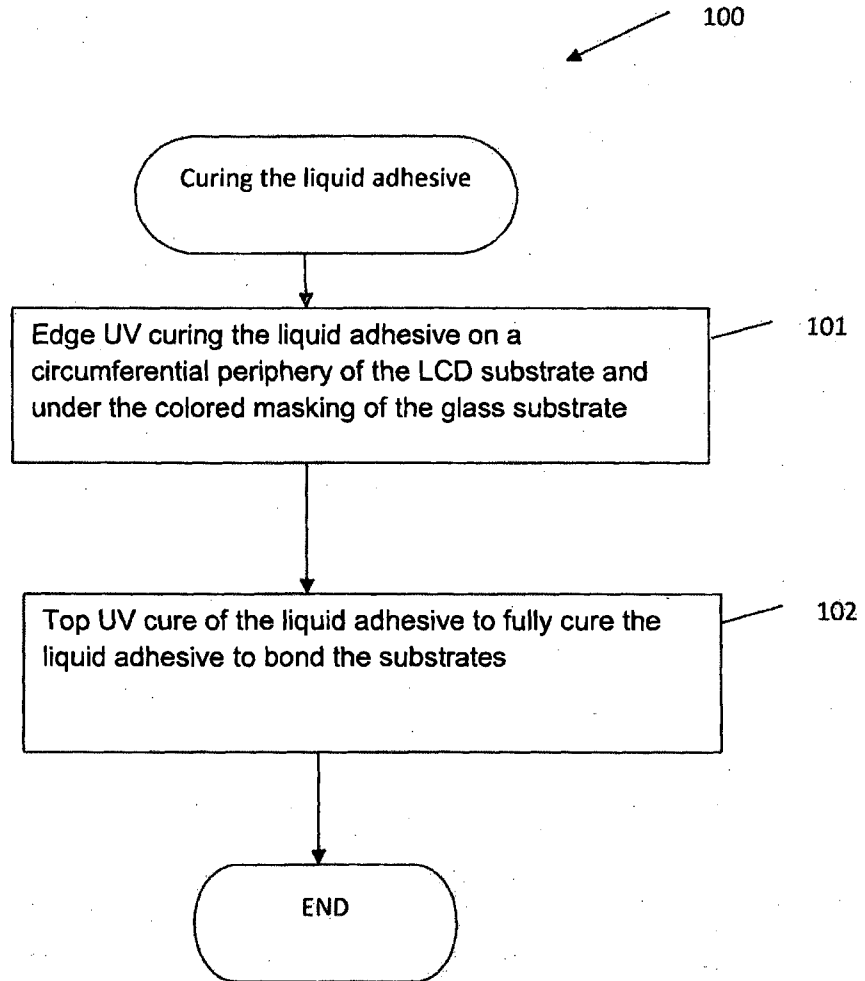 100
Curing the liquid adhesive
Edge UV curing the liquid adhesive on a
circumferential periphery of the LCD substrate and
under the colored masking of the glass substrate
101
Top UV cure of the liquid adhesive to fully cure the
liquid adhesive to bond the substrates
102
END